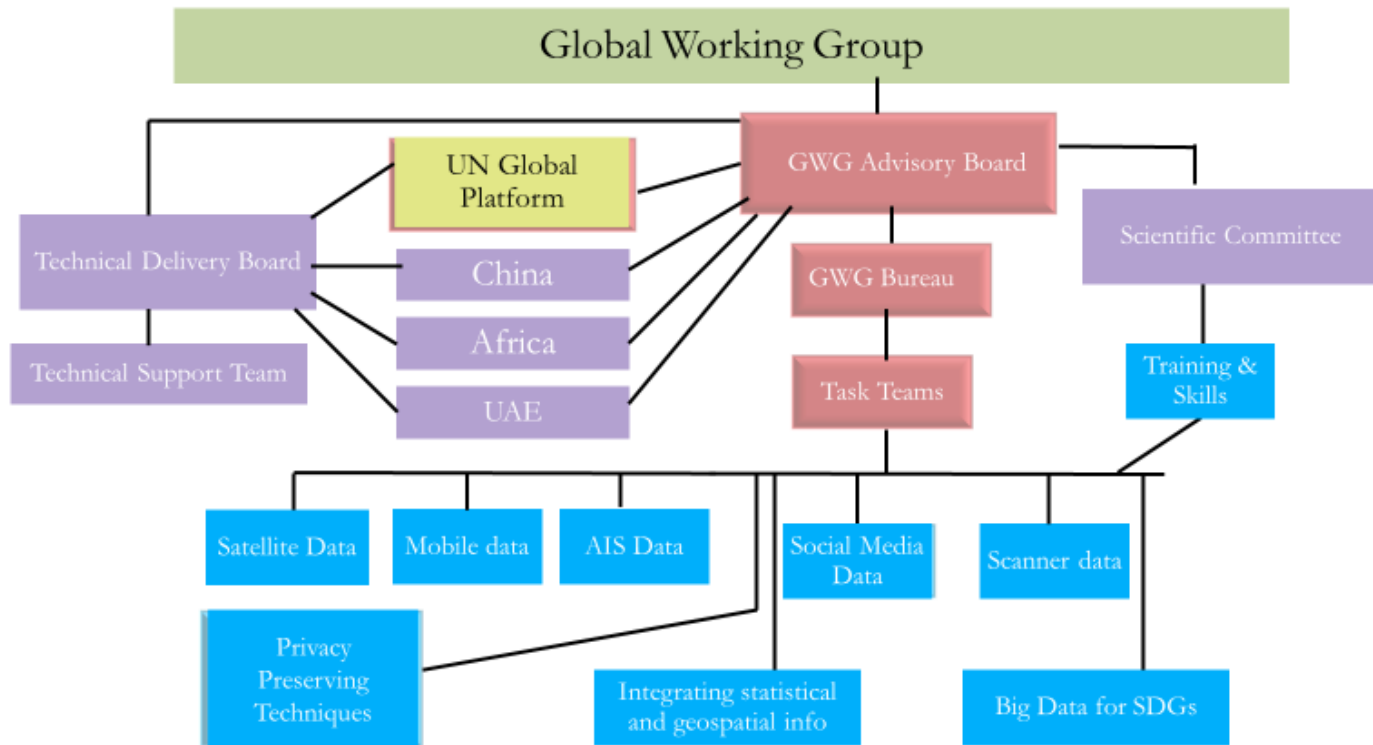 Global Working Group
UN Global
Platform
GWG Advisory Board
Technical Delivery Board
China
GWG Bureau
Scientific Committee
Africa
Technical Support Team
UAE
Task Teams
Training &
Skills
Satellite Data
Mobile data
AIS Data
Social Media
Data
Scanner data
Privacy
Preserving
Techniques
Integrating statistical
and geospatial info
Big Data for SDGs